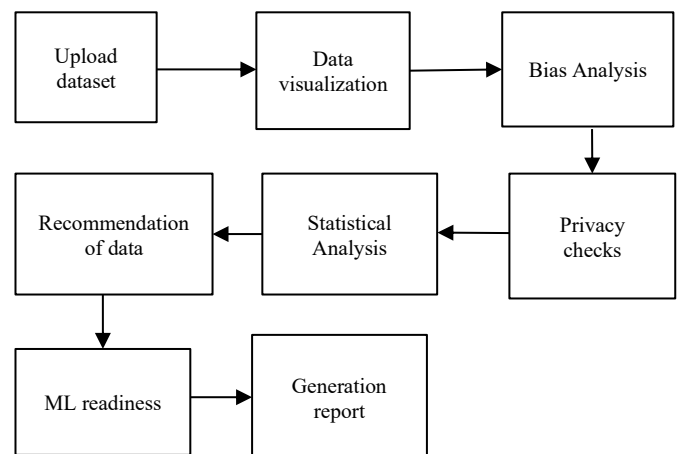 Upload
dataset
Data
visualization
Bias Analysis
Privacy
checks
Statistical
Analysis
Recommendation
of data
ML readiness
Generation
report